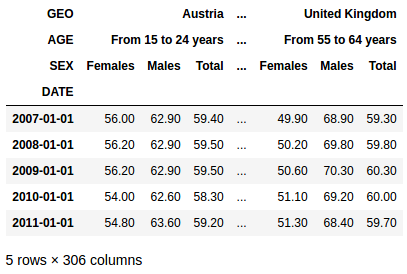 GEO Austria ... United Kingdom
AGE From 15 to 24 years ... From 55 to 64 years
SEX Females Males Total ... Females Males Total
DATE
2007-01-01 56.00 62.90 59.40 ... 49.90 68.90 59.30
2008-01-01 56.20 62.90 59.50 ... 50.20 69.80 59.80
2009-01-01 56.20 62.90 59.50 ... 50.60 70.30 60.30
2010-01-01 54.00 62.60 58.30 ... 51.10 69.20 60.00
2011-01-01 54.80 63.60 59.20 ... 51.30 68.40 59.70
5 rows × 306 columns